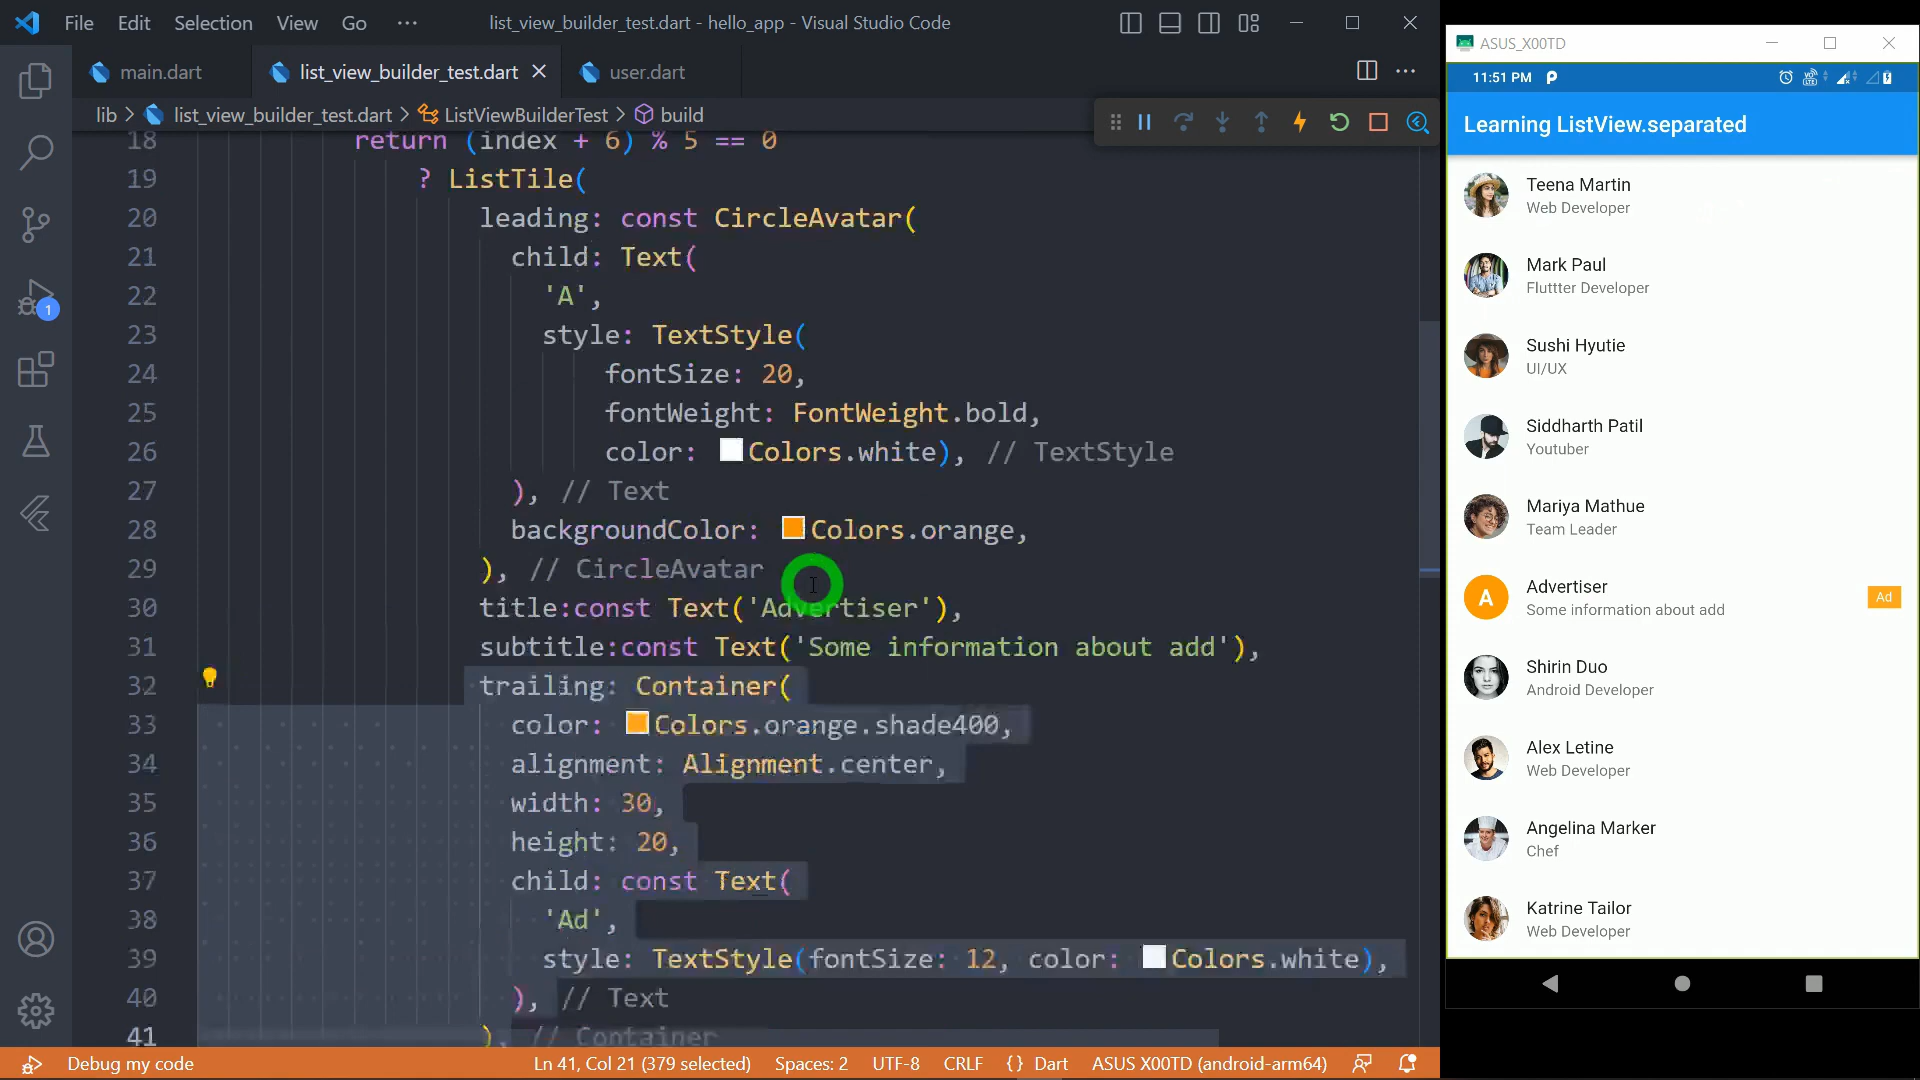 File Edit Selection View Go ··· list_view_builder_test.dart - hello_app - Visual Studio Code
main.dart list_view_builder_test.dart user.dart
lib > list_view_builder_test.dart > ListViewBuilderTest > build
18 return (index + 6) % 5 == 0
19 ? ListTile(
20 leading: const CircleAvatar(
21 child: Text(
22 'A',
23 style: TextStyle(
24 fontSize: 20,
25 fontWeight: FontWeight.bold,
26 color: Colors.white), // TextStyle
27 ), // Text
28 backgroundColor: Colors.orange,
29 ), // CircleAvatar
30 title:const Text('Advertiser'),
31 subtitle:const Text('Some information about add'),
32 trailing: Container(
33 color: Colors.orange.shade400,
34 alignment: Alignment.center,
35 width: 30,
36 height: 20,
37 child: const Text(
38 'Ad',
39 style: TextStyle(fontSize: 12, color: Colors.white),
40 ), // Text
41 ), // Container
1
Debug my code Ln 41, Col 21 (379 selected) Spaces: 2 UTF-8 CRLF {} Dart ASUS X00TD (android-arm64)
ASUS_X00TD
11:51 PM
Learning ListView.separated
Teena Martin
Web Developer
Mark Paul
Fluttter Developer
Sushi Hyutie
UI/UX
Siddharth Patil
Youtuber
Mariya Mathue
Team Leader
A Advertiser
Some information about add Ad
Shirin Duo
Android Developer
Alex Letine
Web Developer
Angelina Marker
Chef
Katrine Tailor
Web Developer